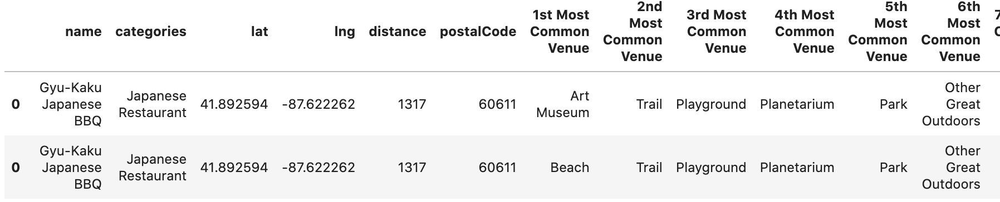 name categories lat lng distance postalCode 1st Most Common Venue 2nd Most Common Venue 3rd Most Common Venue 4th Most Common Venue 5th Most Common Venue 6th Most Common Venue 7
0 Gyu-Kaku Japanese BBQ Japanese Restaurant 41.892594 -87.622262 1317 60611 Art Museum Trail Playground Planetarium Park Other Great Outdoors
0 Gyu-Kaku Japanese BBQ Japanese Restaurant 41.892594 -87.622262 1317 60611 Beach Trail Playground Planetarium Park Other Great Outdoors